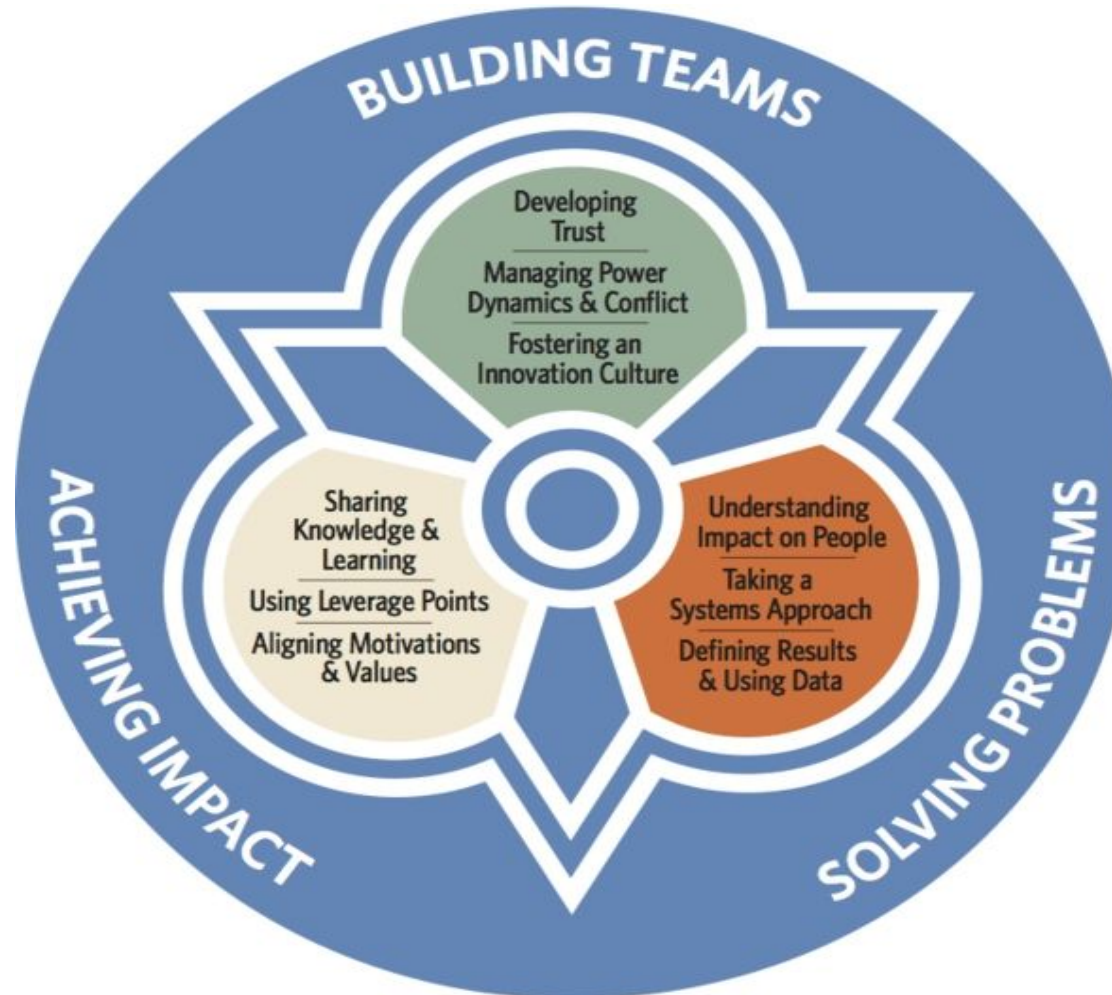 BUILDING TEAMS
Developing
Trust
Managing Power
Dynamics & Conflict
Fostering an
Innovation Culture
ACHIEVING IMPACT
Sharing
Knowledge &
Learning
Using Leverage Points
Aligning Motivations
& Values
SOLVING PROBLEMS
Understanding
Impact on People
Taking a
Systems Approach
Defining Results
& Using Data